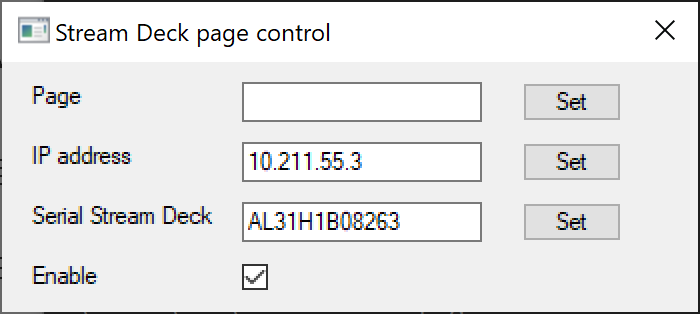 Stream Deck page control
Page Set
IP address 10.211.55.3 Set
Serial Stream Deck AL31H1B08263 Set
Enable